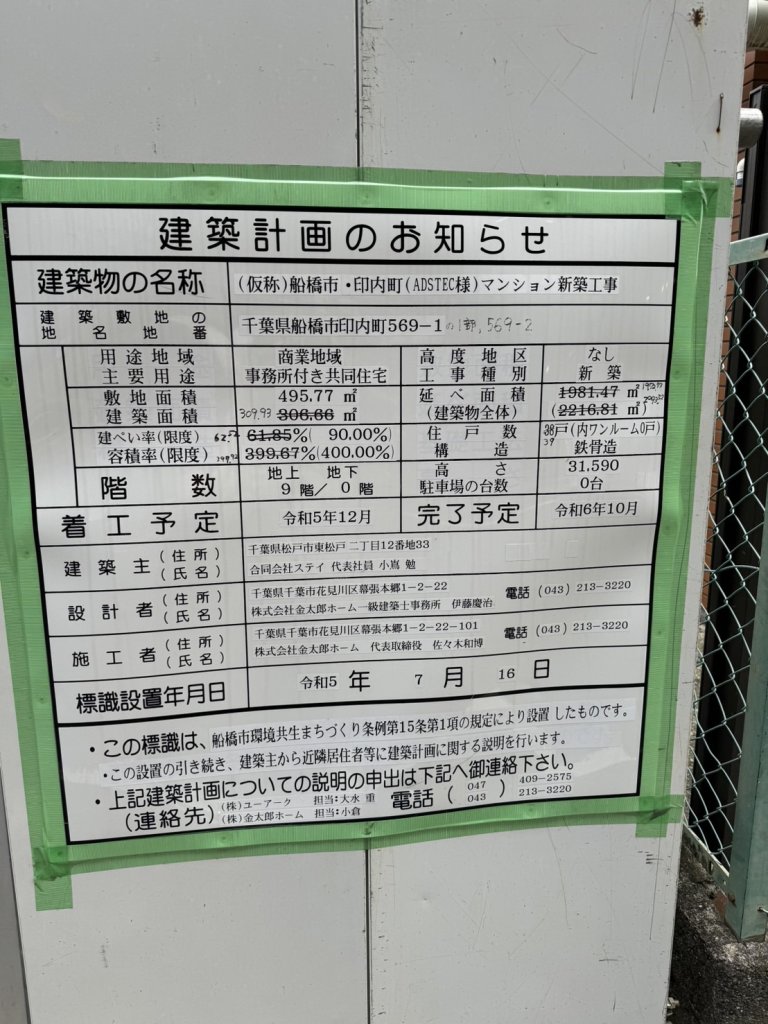 建築計画のお知らせ
建築物の名称 (仮称)船橋市・印内町(ADSTEC様)マンション新築工事
建築敷地の地名地番 千葉県船橋市印内町569-1の1部,569-2
用途地域 商業地域 高度地区 なし
主要用途 事務所付き共同住宅 工事種別 新築
敷地面積 495.77 ㎡ 延べ面積 1981.47 ㎡
建築面積 309.93 306.66 ㎡ (建築物全体) (2216.81 ㎡)
建ぺい率(限度) 61.85%( 90.00%) 住戸数 38戸(内ワンルーム0戸)
容積率(限度) 399.67%(400.00%) 構造 39 鉄骨造
階数 地上 地下 9階/0階 高さ 31,590
駐車場の台数 0台
着工予定 令和5年12月 完了予定 令和6年10月
建築主(住所) 千葉県松戸市東松戸二丁目12番地33
(氏名) 合同会社ステイ 代表社員 小嶌 勉
設計者(住所) 千葉県千葉市花見川区幕張本郷1-2-22 電話(043)213-3220
(氏名) 株式会社金太郎ホーム一級建築士事務所 伊藤慶治
施工者(住所) 千葉県千葉市花見川区幕張本郷1-2-22-101 電話(043)213-3220
(氏名) 株式会社金太郎ホーム 代表取締役 佐々木和博
標識設置年月日 令和5年 7月 16日
・この標識は、船橋市環境共生まちづくり条例第15条第1項の規定により設置したものです。
・この設置の引き続き、建築主から近隣居住者等に建築計画に関する説明を行います。
・上記建築計画についての説明の申出は下記へ御連絡下さい。
(連絡先) (株)ユーアーク 担当:大水 重 電話(047)409-2575
(株)金太郎ホーム 担当:小倉 (043)213-3220